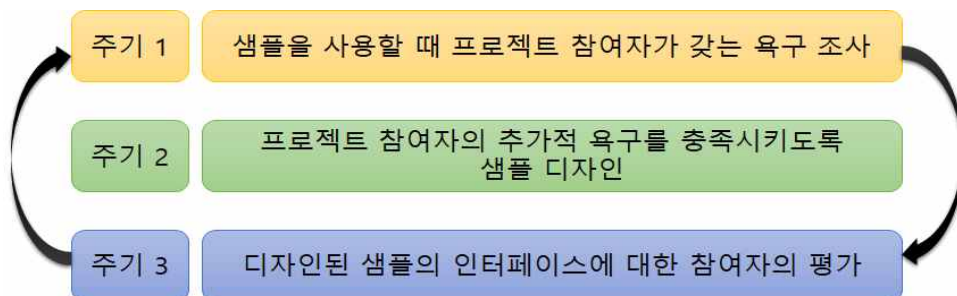 주기 1
샘플을 사용할 때 프로젝트 참여자가 갖는 욕구 조사
주기 2
프로젝트 참여자의 추가적 욕구를 충족시키도록
샘플 디자인
주기 3
디자인된 샘플의 인터페이스에 대한 참여자의 평가